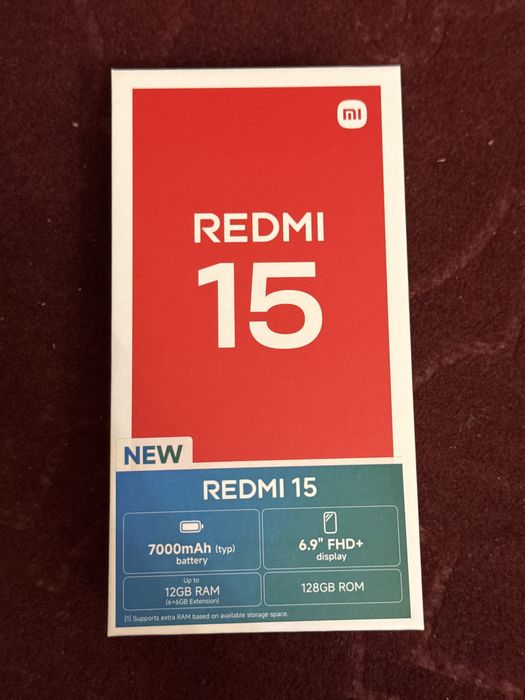 mi
REDMI
15
NEW
REDMI 15
7000mAh (typ)
battery
6.9" FHD+
display
Up to
12GB RAM
(6+6GB Extension)
128GB ROM
[1] Supports extra RAM based on available storage space.